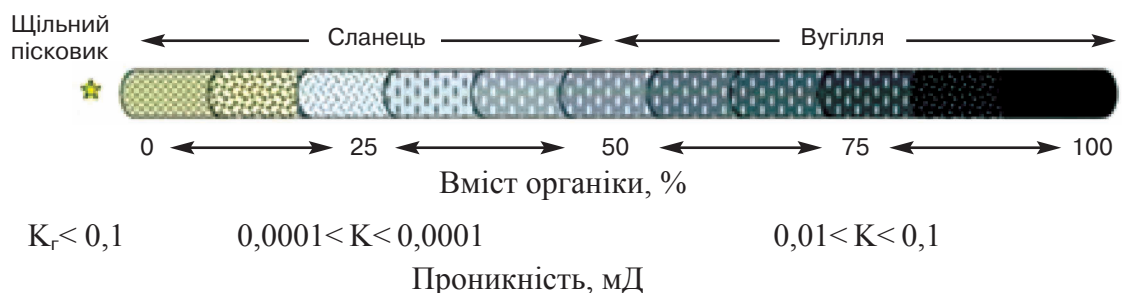 Щільний
пісковик
Сланець
Вугілля
0 25 50 75 100
Вміст органіки, %
Kг< 0,1 0,0001< K< 0,0001 0,01< K< 0,1
Проникність, мД